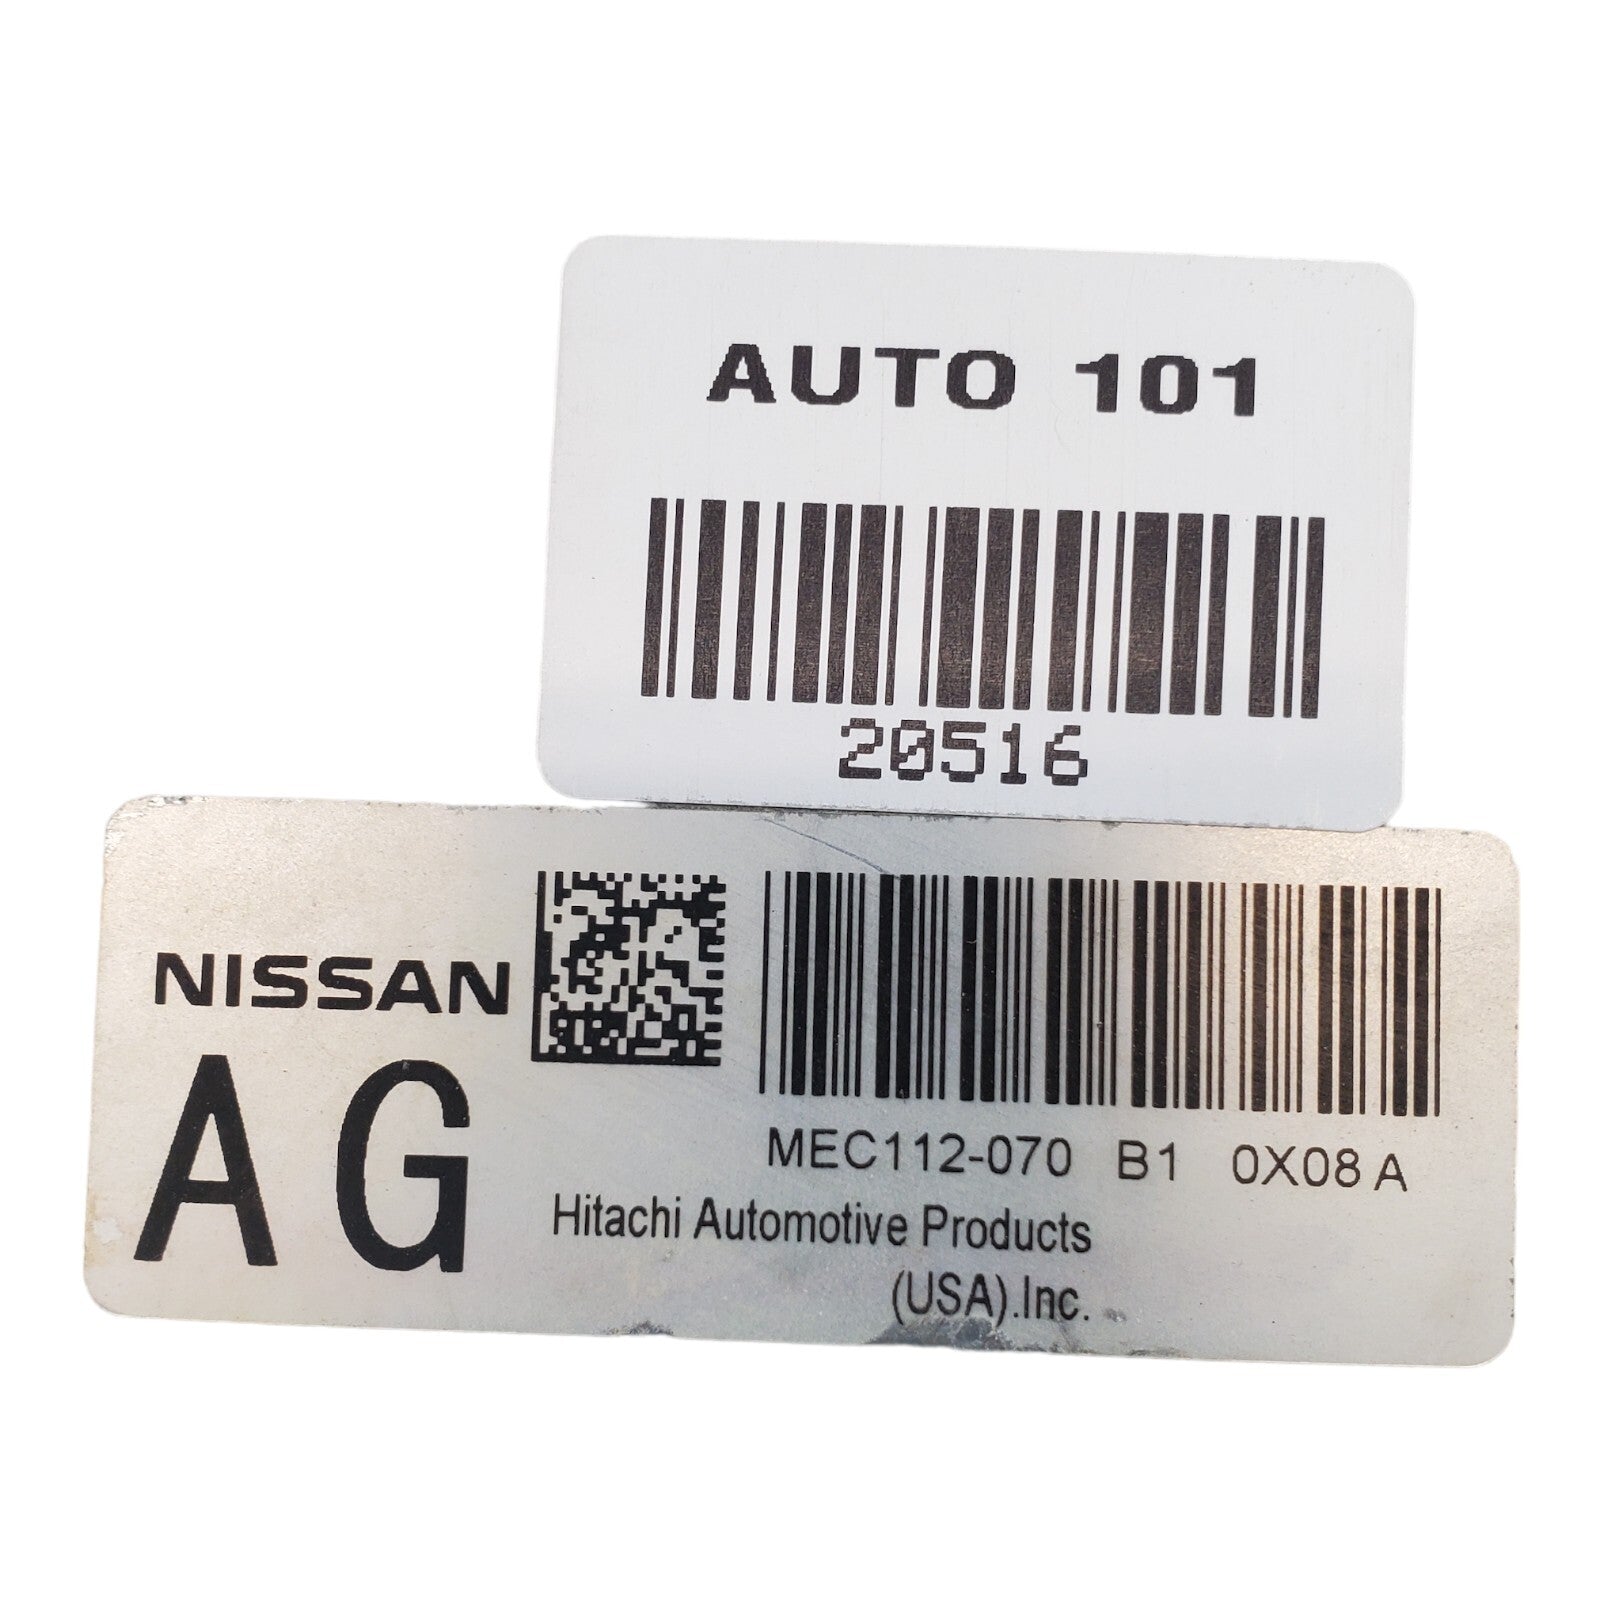 AUTO 101
20516
NISSAN
AG
MEC112-070 B1 0X08 A
Hitachi Automotive Products
(USA).Inc.